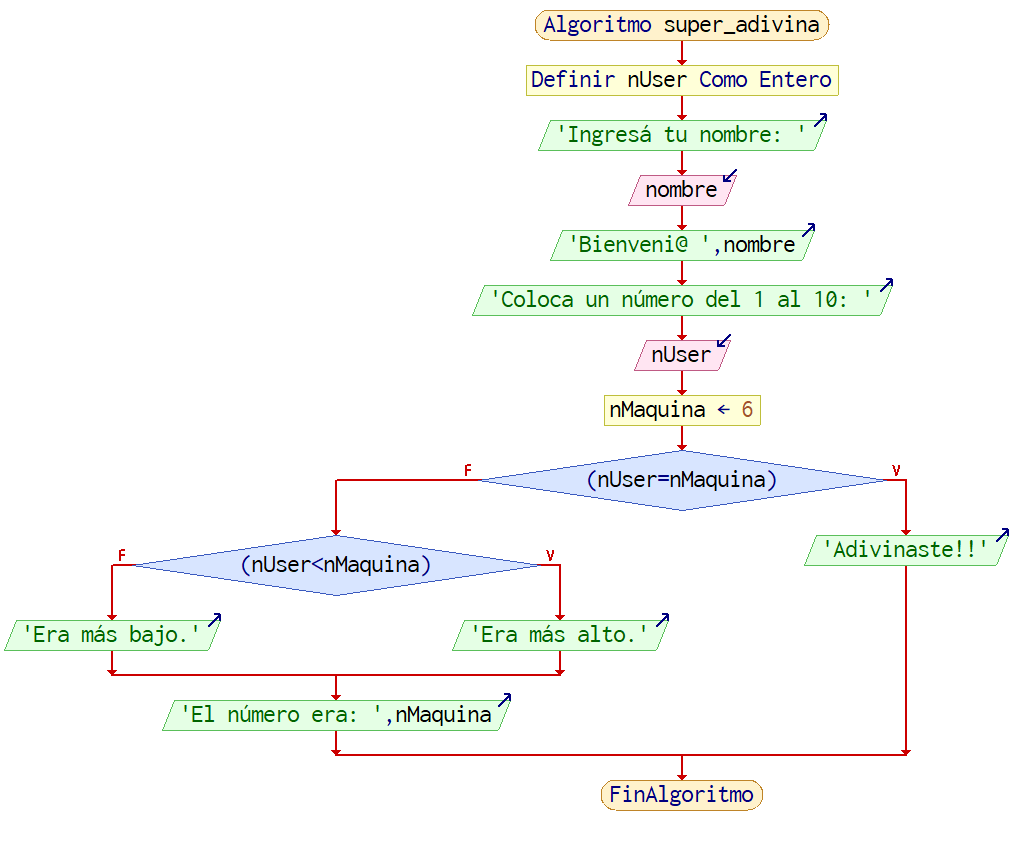 Algoritmo super_adivina
Definir nUser Como Entero
'Ingresá tu nombre: '
nombre
'Bienveni@ ',nombre
'Coloca un número del 1 al 10: '
nUser
nMaquina ← 6
F
(nUser=nMaquina)
V
F
(nUser<nMaquina)
V
'Adivinaste!!'
'Era más bajo.'
'Era más alto.'
'El número era: ',nMaquina
FinAlgoritmo